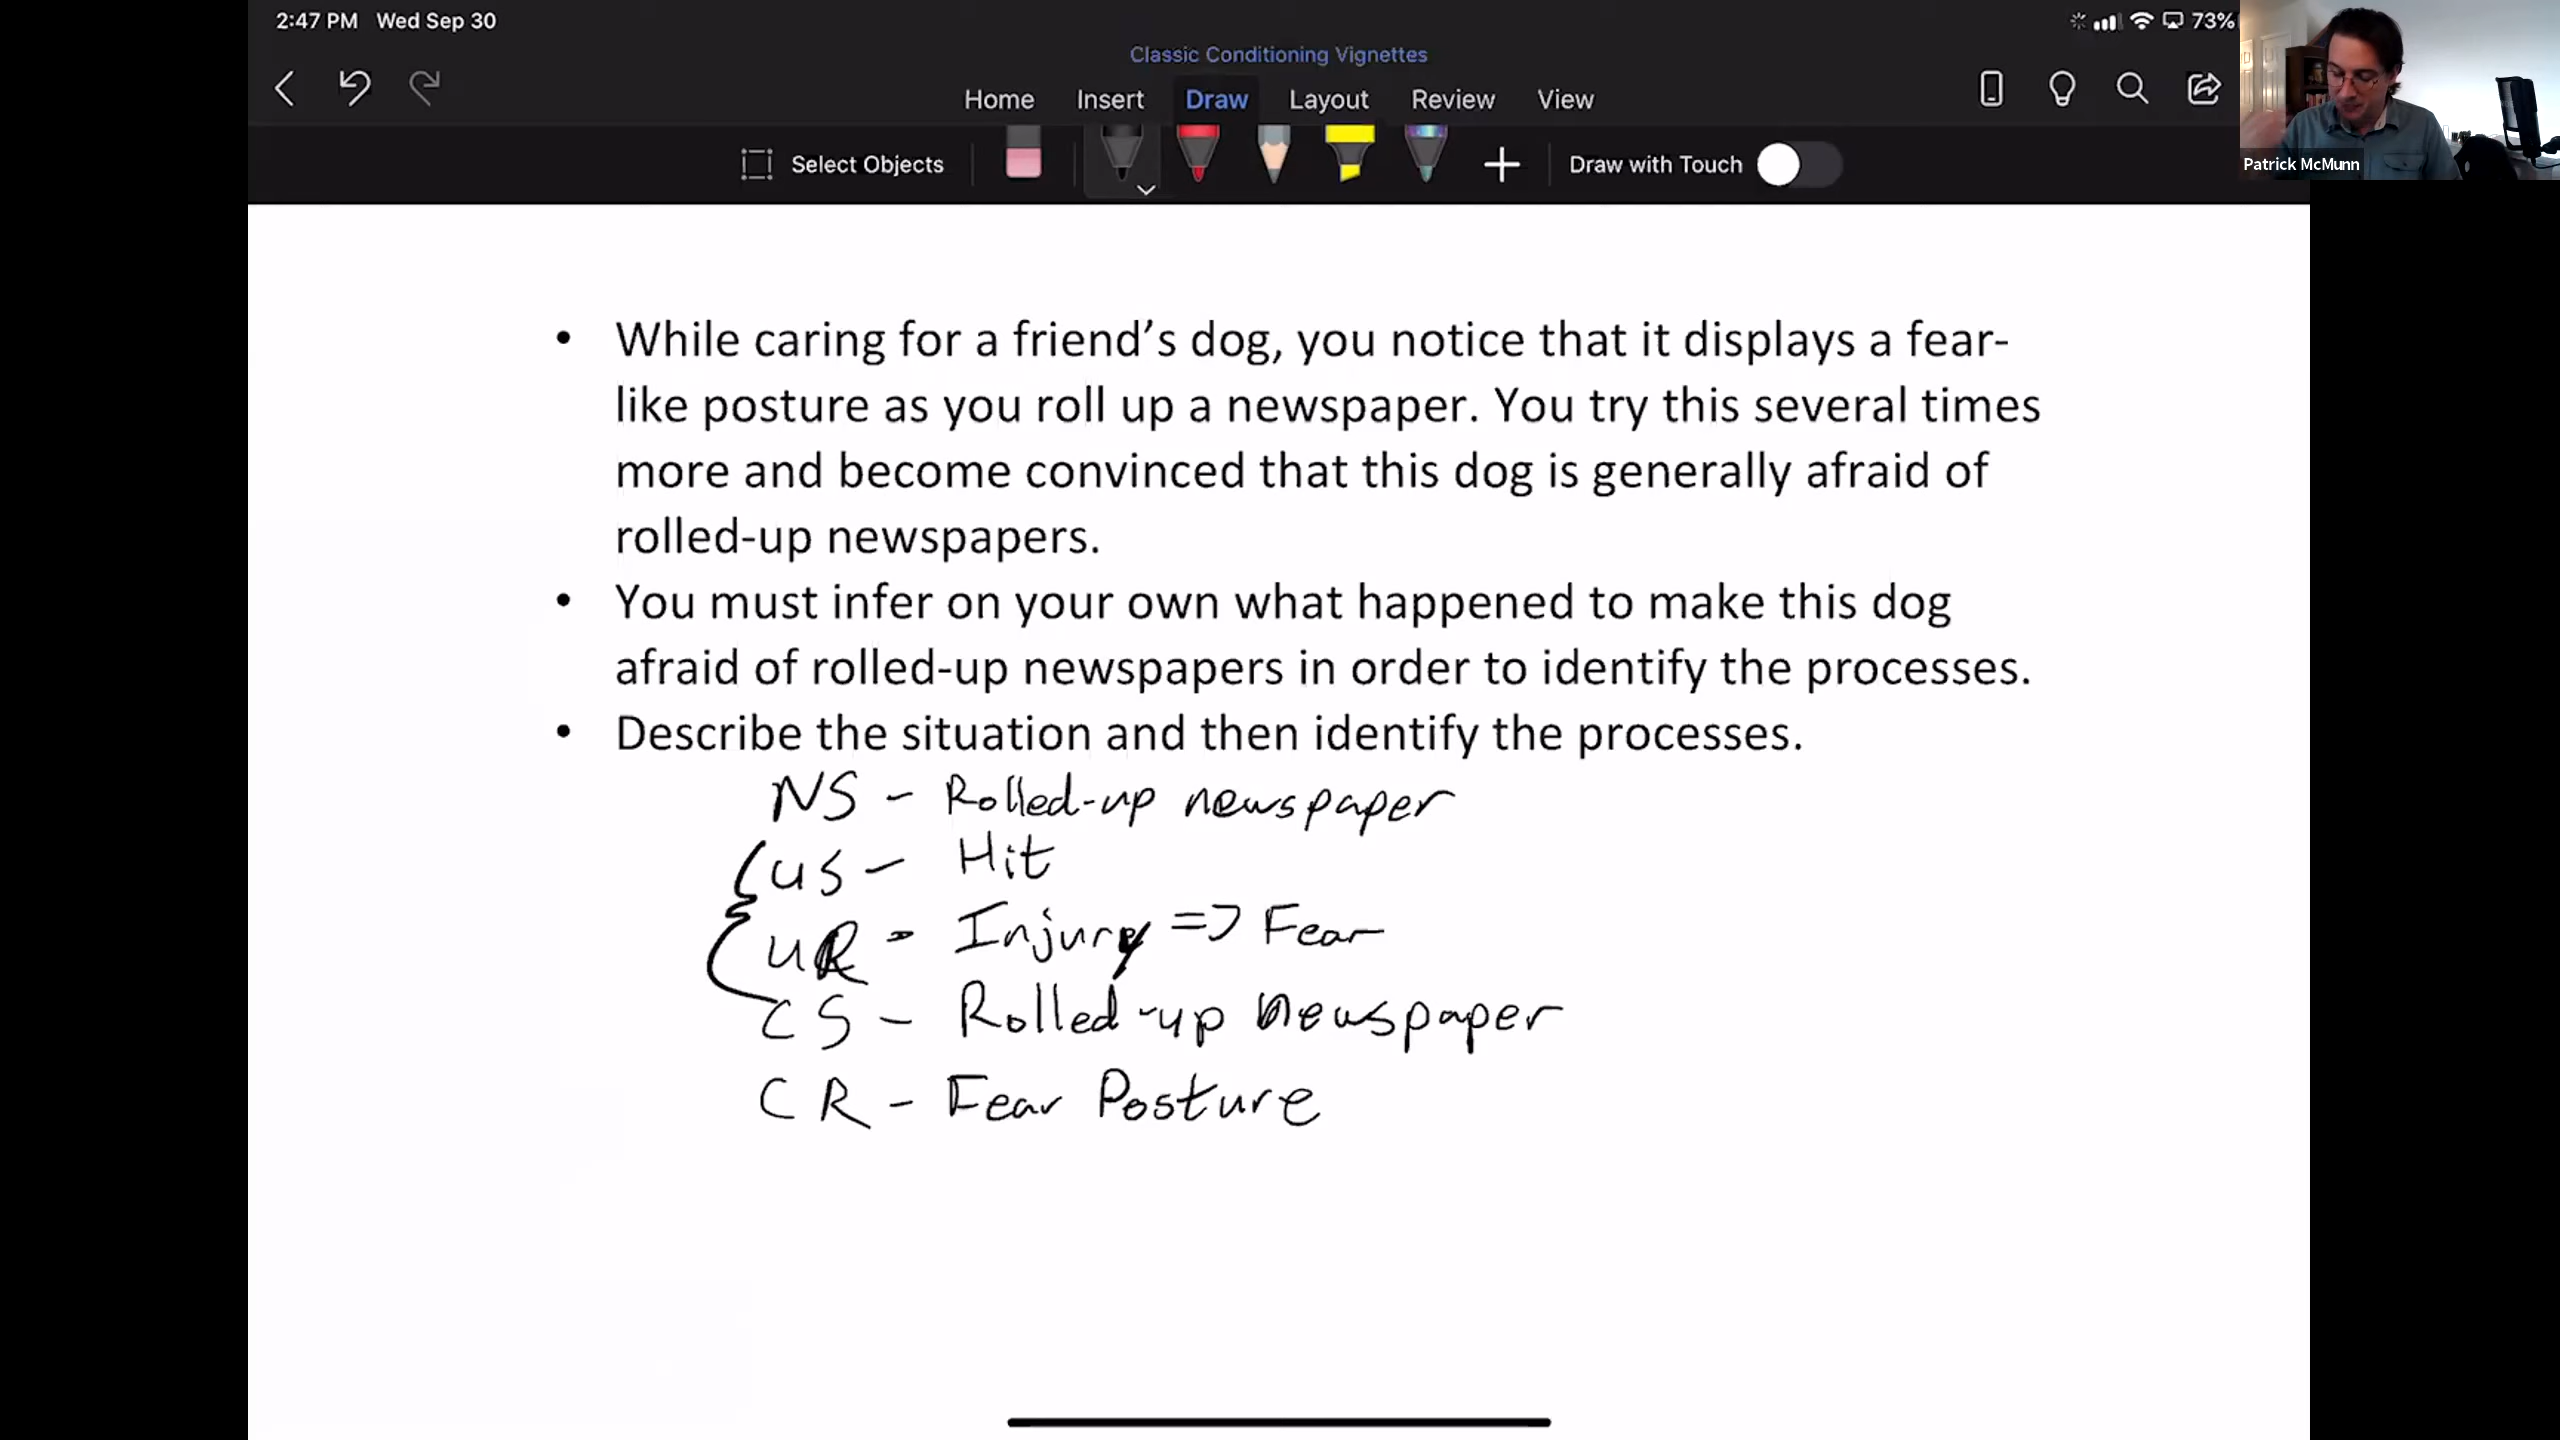 2:47 PM Wed Sep 30
73%
Classic Conditioning Vignettes
Home Insert Draw Layout Review View
Select Objects
Draw with Touch
Patrick McMunn
• While caring for a friend’s dog, you notice that it displays a fear-
like posture as you roll up a newspaper. You try this several times
more and become convinced that this dog is generally afraid of
rolled-up newspapers.
• You must infer on your own what happened to make this dog
afraid of rolled-up newspapers in order to identify the processes.
• Describe the situation and then identify the processes.
NS - Rolled-up newspaper
US - Hit
UR - Injury => Fear
CS - Rolled-up newspaper
CR - Fear Posture